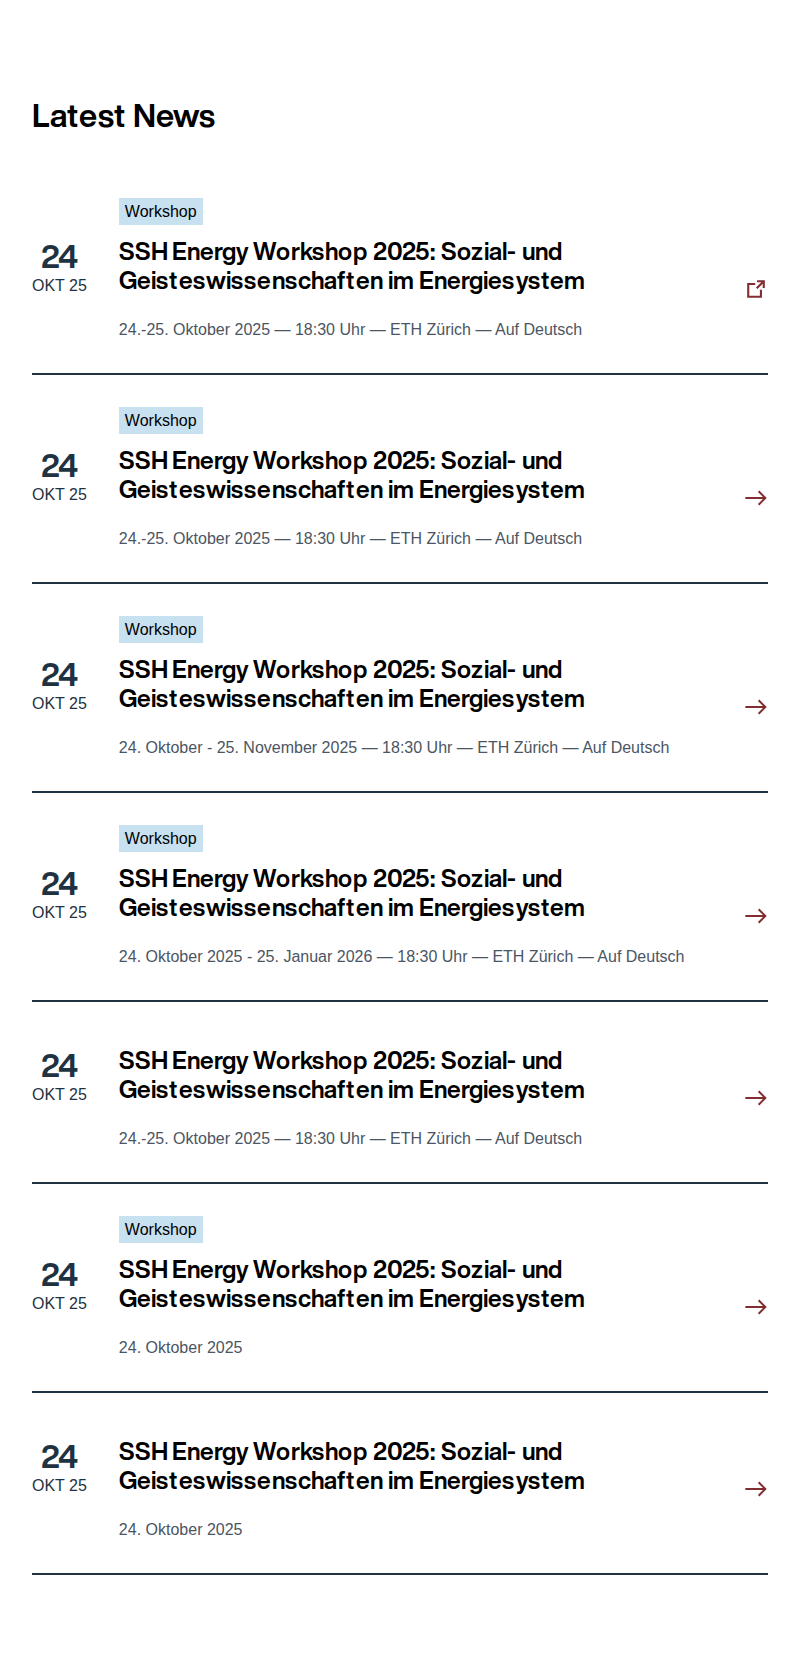 Latest News
Workshop
24
OKT 25
SSH Energy Workshop 2025: Sozial- und
Geisteswissenschaften im Energiesystem
24.-25. Oktober 2025 — 18:30 Uhr — ETH Zürich — Auf Deutsch
Workshop
24
OKT 25
SSH Energy Workshop 2025: Sozial- und
Geisteswissenschaften im Energiesystem
24.-25. Oktober 2025 — 18:30 Uhr — ETH Zürich — Auf Deutsch
Workshop
24
OKT 25
SSH Energy Workshop 2025: Sozial- und
Geisteswissenschaften im Energiesystem
24. Oktober - 25. November 2025 — 18:30 Uhr — ETH Zürich — Auf Deutsch
Workshop
24
OKT 25
SSH Energy Workshop 2025: Sozial- und
Geisteswissenschaften im Energiesystem
24. Oktober 2025 - 25. Januar 2026 — 18:30 Uhr — ETH Zürich — Auf Deutsch
24
OKT 25
SSH Energy Workshop 2025: Sozial- und
Geisteswissenschaften im Energiesystem
24.-25. Oktober 2025 — 18:30 Uhr — ETH Zürich — Auf Deutsch
Workshop
24
OKT 25
SSH Energy Workshop 2025: Sozial- und
Geisteswissenschaften im Energiesystem
24. Oktober 2025
24
OKT 25
SSH Energy Workshop 2025: Sozial- und
Geisteswissenschaften im Energiesystem
24. Oktober 2025